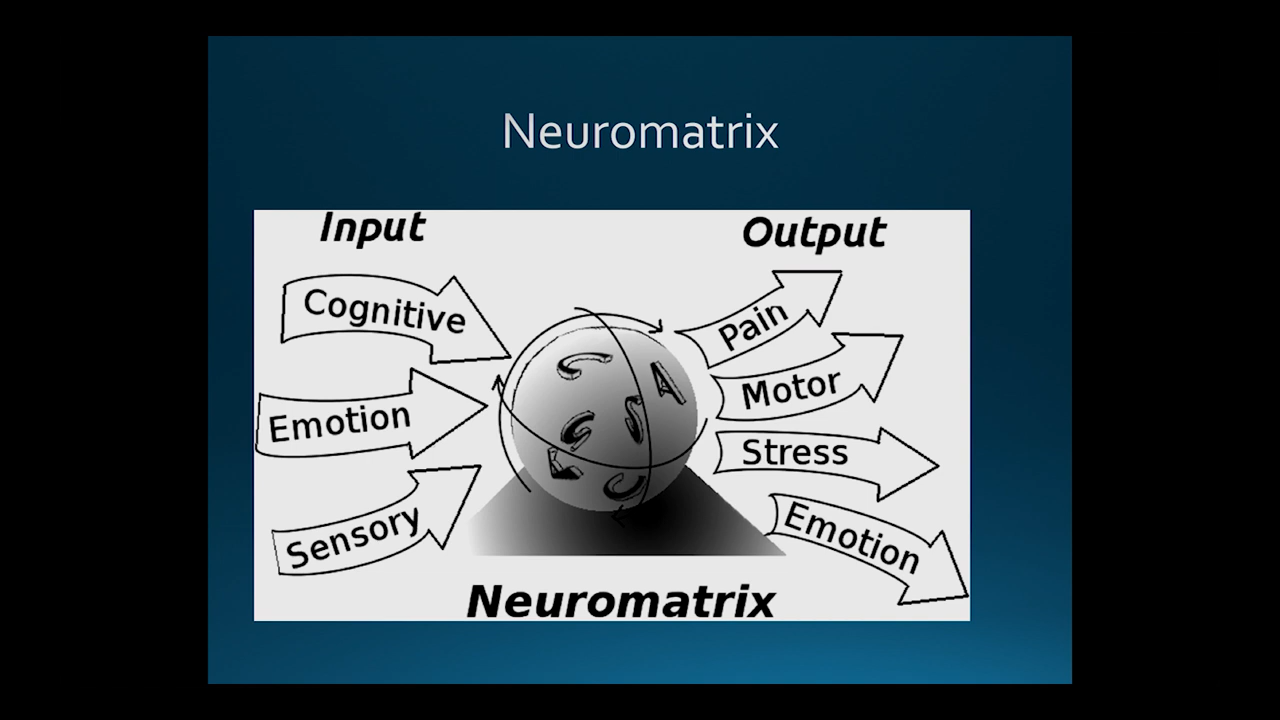 Neuromatrix
Input
Output
Cognitive
Emotion
Sensory
C
A
S
S
A
C
Pain
Motor
Stress
Emotion
Neuromatrix